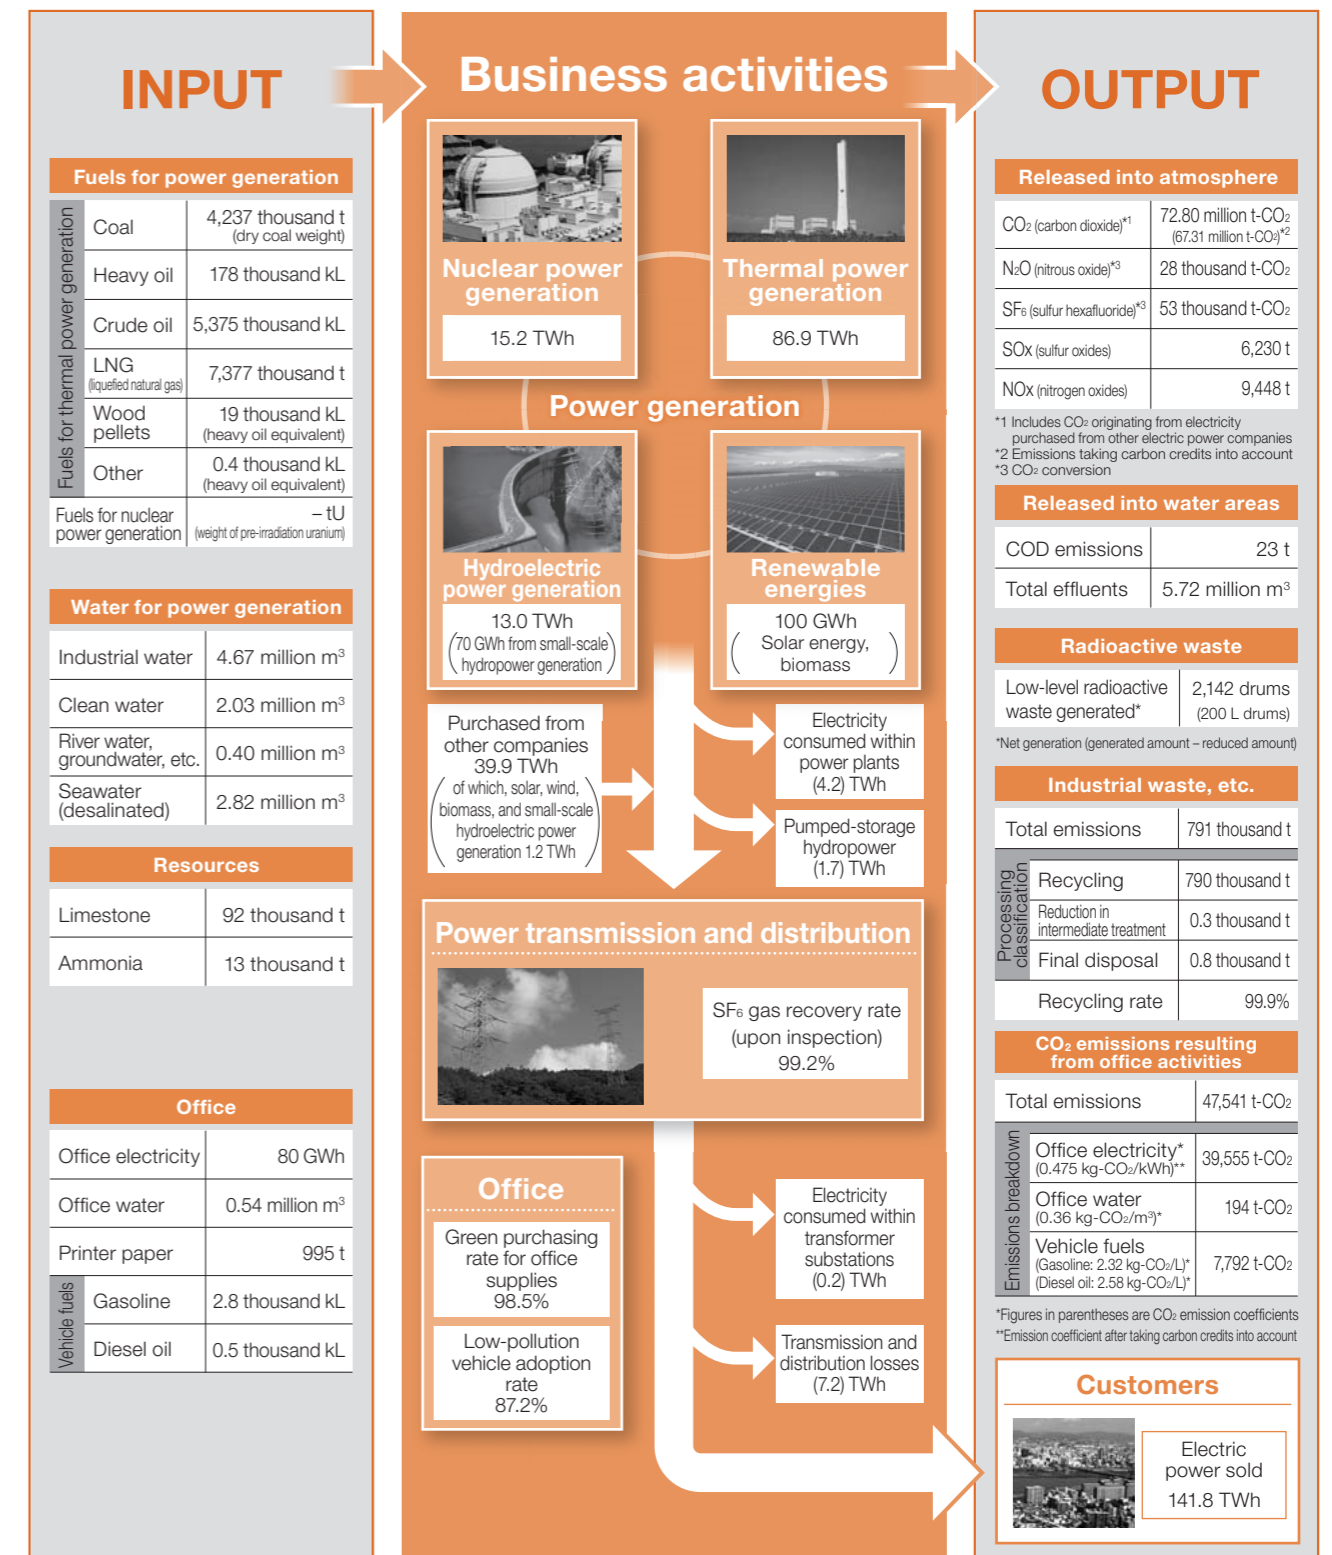 INPUT
Fuels for power generation
Fuels for thermal power generation
Coal
4,237 thousand t
(dry coal weight)
Heavy oil
178 thousand kL
Crude oil
5,375 thousand kL
LNG
(liquefied natural gas)
7,377 thousand t
Wood
pellets
19 thousand kL
(heavy oil equivalent)
Other
0.4 thousand kL
(heavy oil equivalent)
Fuels for nuclear
power generation
– tU
(weight of pre-irradiation uranium)
Water for power generation
Industrial water
4.67 million m³
Clean water
2.03 million m³
River water,
groundwater, etc.
0.40 million m³
Seawater
(desalinated)
2.82 million m³
Resources
Limestone
92 thousand t
Ammonia
13 thousand t
Office
Office electricity
80 GWh
Office water
0.54 million m³
Printer paper
995 t
Vehicle fuels
Gasoline
2.8 thousand kL
Diesel oil
0.5 thousand kL
Business activities
Nuclear power
generation
15.2 TWh
Thermal power
generation
86.9 TWh
Power generation
Hydroelectric
power generation
13.0 TWh
(70 GWh from small-scale
hydropower generation)
Renewable
energies
100 GWh
(Solar energy,
biomass)
Purchased from
other companies
39.9 TWh
(of which, solar, wind,
biomass, and small-scale
hydroelectric power
generation 1.2 TWh)
Electricity
consumed within
power plants
(4.2) TWh
Pumped-storage
hydropower
(1.7) TWh
Power transmission and distribution
SF₆ gas recovery rate
(upon inspection)
99.2%
Office
Green purchasing
rate for office
supplies
98.5%
Low-pollution
vehicle adoption
rate
87.2%
Electricity
consumed within
transformer
substations
(0.2) TWh
Transmission and
distribution losses
(7.2) TWh
OUTPUT
Released into atmosphere
CO₂ (carbon dioxide)*1
72.80 million t-CO₂
(67.31 million t-CO₂)*2
N₂O (nitrous oxide)*3
28 thousand t-CO₂
SF₆ (sulfur hexafluoride)*3
53 thousand t-CO₂
SOx (sulfur oxides)
6,230 t
NOx (nitrogen oxides)
9,448 t
*1 Includes CO₂ originating from electricity
purchased from other electric power companies
*2 Emissions taking carbon credits into account
*3 CO₂ conversion
Released into water areas
COD emissions
23 t
Total effluents
5.72 million m³
Radioactive waste
Low-level radioactive
waste generated*
2,142 drums
(200 L drums)
*Net generation (generated amount – reduced amount)
Industrial waste, etc.
Total emissions
791 thousand t
Processing
classification
Recycling
790 thousand t
Reduction in
intermediate treatment
0.3 thousand t
Final disposal
0.8 thousand t
Recycling rate
99.9%
CO₂ emissions resulting
from office activities
Total emissions
47,541 t-CO₂
Emissions breakdown
Office electricity*
(0.475 kg-CO₂/kWh)**
39,555 t-CO₂
Office water
(0.36 kg-CO₂/m³)*
194 t-CO₂
Vehicle fuels
(Gasoline: 2.32 kg-CO₂/L)*
(Diesel oil: 2.58 kg-CO₂/L)*
7,792 t-CO₂
*Figures in parentheses are CO₂ emission coefficients
**Emission coefficient after taking carbon credits into account
Customers
Electric
power sold
141.8 TWh